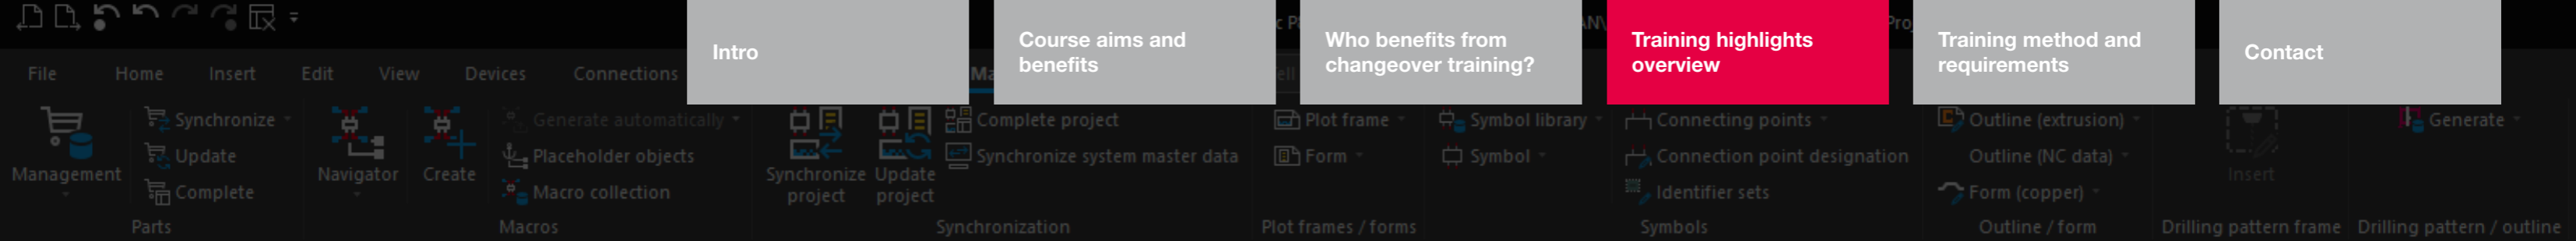 Intro
Course aims and
benefits
Who benefits from
changeover training?
Training highlights
overview
Training method and
requirements
Contact
File
Home
Insert
Edit
View
Devices
Connections
Ma
Management
Synchronize
Update
Complete
Parts
Navigator
Create
Generate automatically
Placeholder objects
Macro collection
Macros
Synchronize
project
Update
project
Complete project
Synchronize system master data
Synchronization
Plot frame
Form
Plot frames / forms
Symbol library
Symbol
Connecting points
Connection point designation
Identifier sets
Symbols
Outline (extrusion)
Outline (NC data)
Form (copper)
Outline / form
Insert
Drilling pattern frame
Generate
Drilling pattern / outline